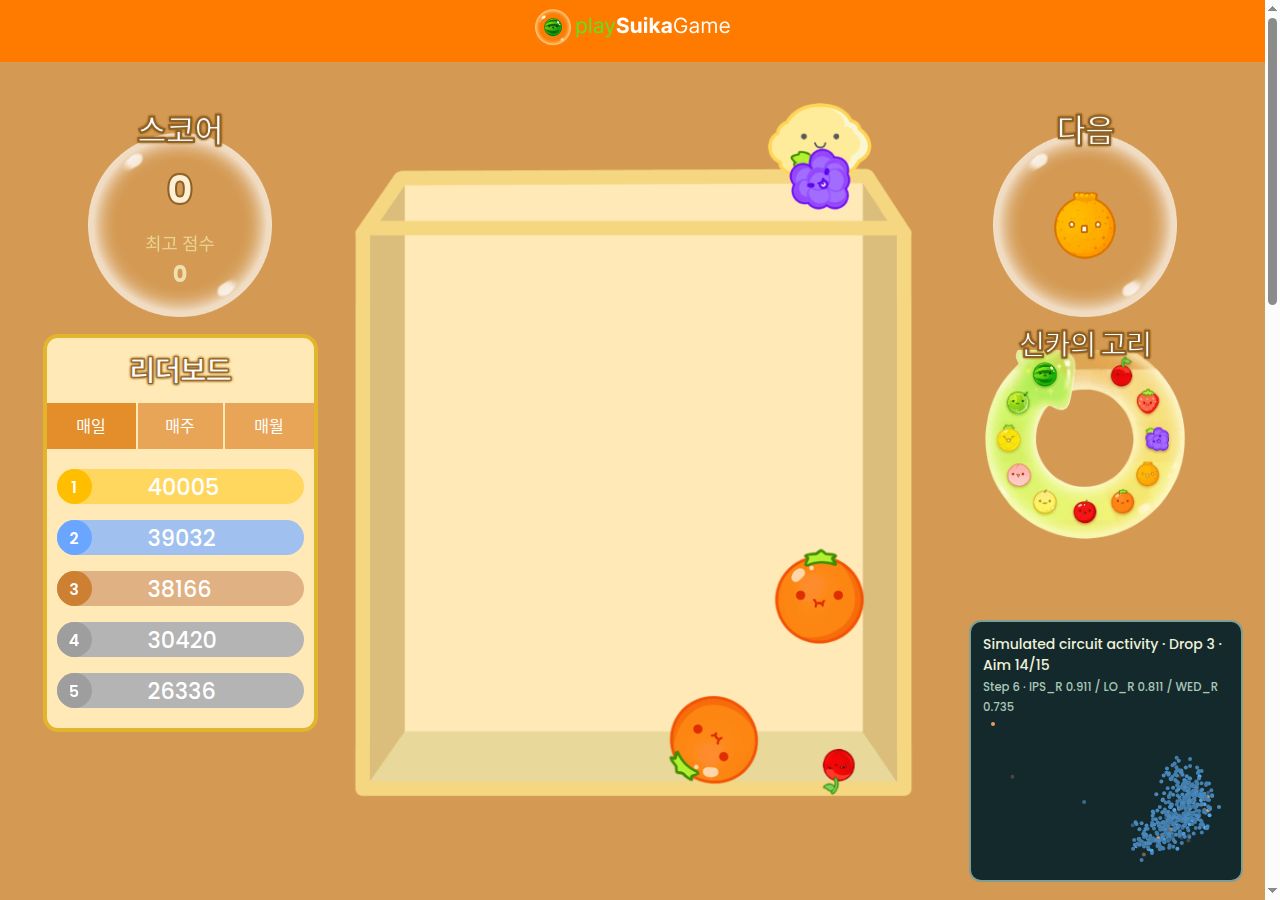 playSuikaGame
스코어
0
최고 점수
0
다음
신카의 고리
리더보드
매일 매주 매월
1 40005
2 39032
3 38166
4 30420
5 26336
Simulated circuit activity · Drop 3 ·
Aim 14/15
Step 6 · IPS_R 0.911 / LO_R 0.811 / WED_R
0.735